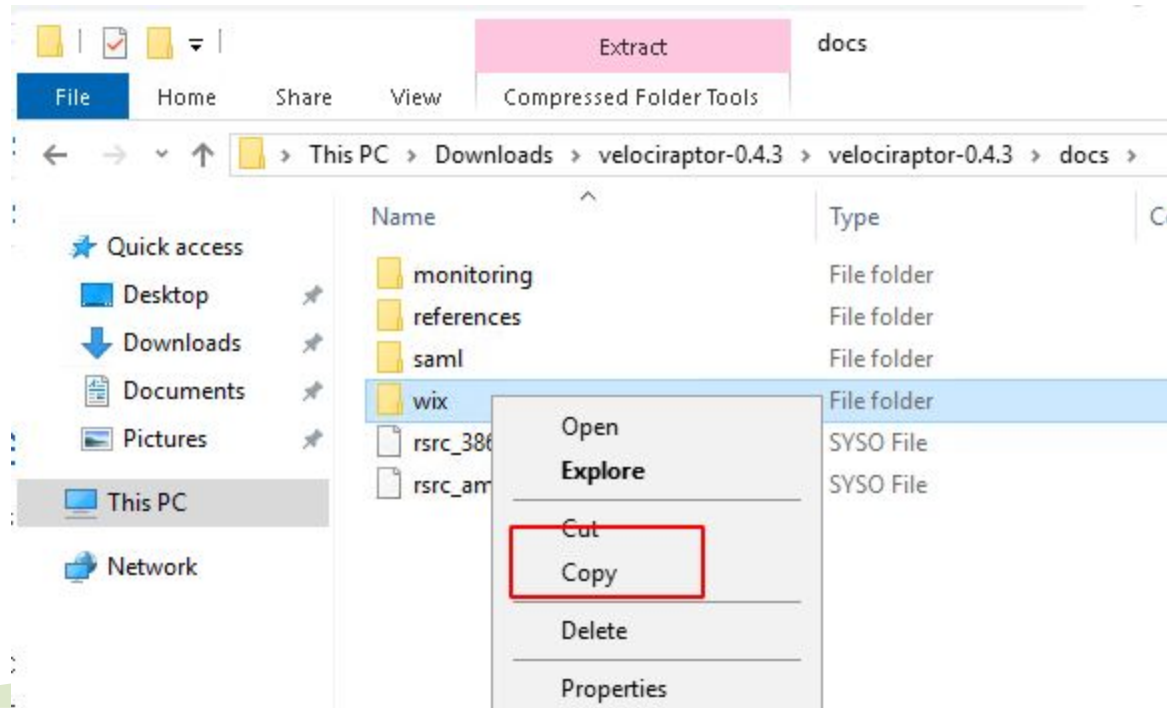 Extract docs
File Home Share View Compressed Folder Tools
This PC > Downloads > velociraptor-0.4.3 > velociraptor-0.4.3 > docs >
Name Type
Quick access
Desktop
Downloads
Documents
Pictures
This PC
Network
monitoring File folder
references File folder
saml File folder
wix File folder
rsrc_386 SYSO File
rsrc_am SYSO File
Open
Explore
Cut
Copy
Delete
Properties